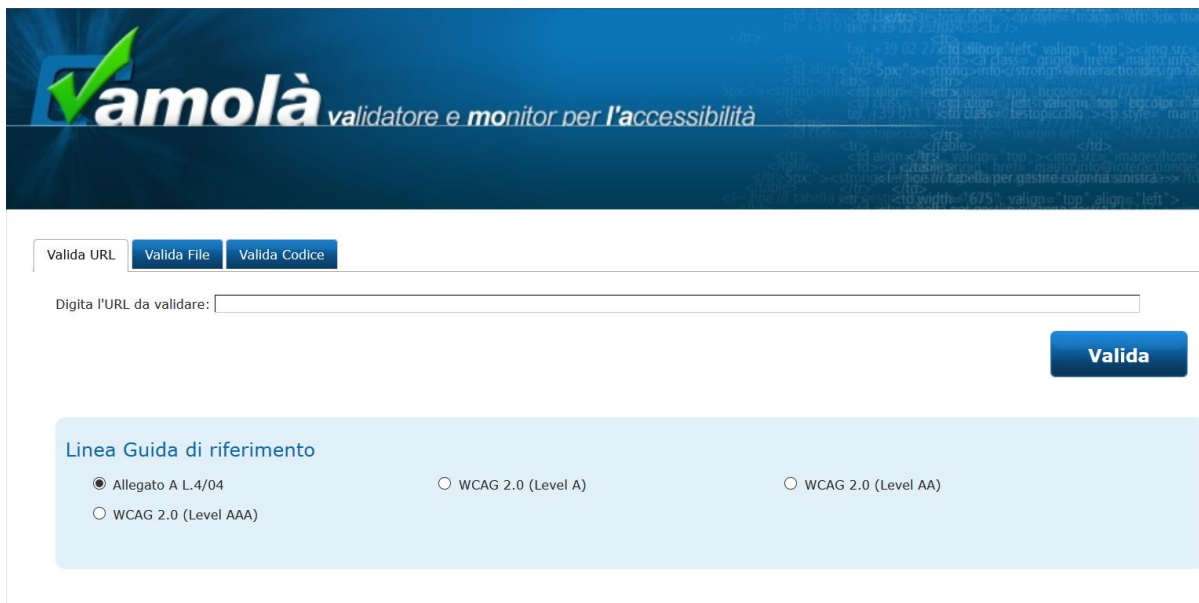 Vamolà validatore e monitor per l'accessibilità
Valida URL Valida File Valida Codice
Digita l'URL da validare:
Valida
Linea Guida di riferimento
Allegato A L.4/04 WCAG 2.0 (Level A) WCAG 2.0 (Level AA)
WCAG 2.0 (Level AAA)